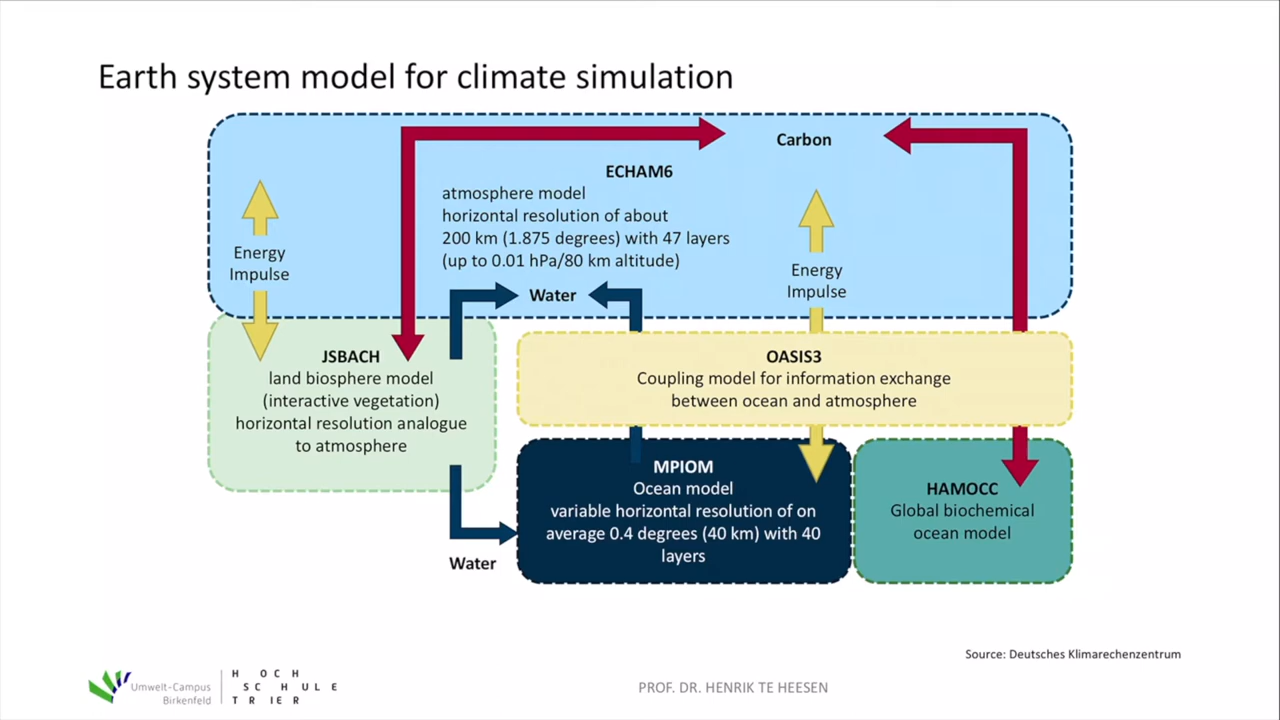 Earth system model for climate simulation
Carbon
ECHAM6
atmosphere model
horizontal resolution of about
200 km (1.875 degrees) with 47 layers
(up to 0.01 hPa/80 km altitude)
Energy
Impulse
Energy
Impulse
Water
JSBACH
land biosphere model
(interactive vegetation)
horizontal resolution analogue
to atmosphere
OASIS3
Coupling model for information exchange
between ocean and atmosphere
MPIOM
Ocean model
variable horizontal resolution of on
average 0.4 degrees (40 km) with 40
layers
HAMOCC
Global biochemical
ocean model
Water
Source: Deutsches Klimarechenzentrum
Umwelt-Campus
Birkenfeld
HOCH
SCHULE
TRIER
PROF. DR. HENRIK TE HEESEN